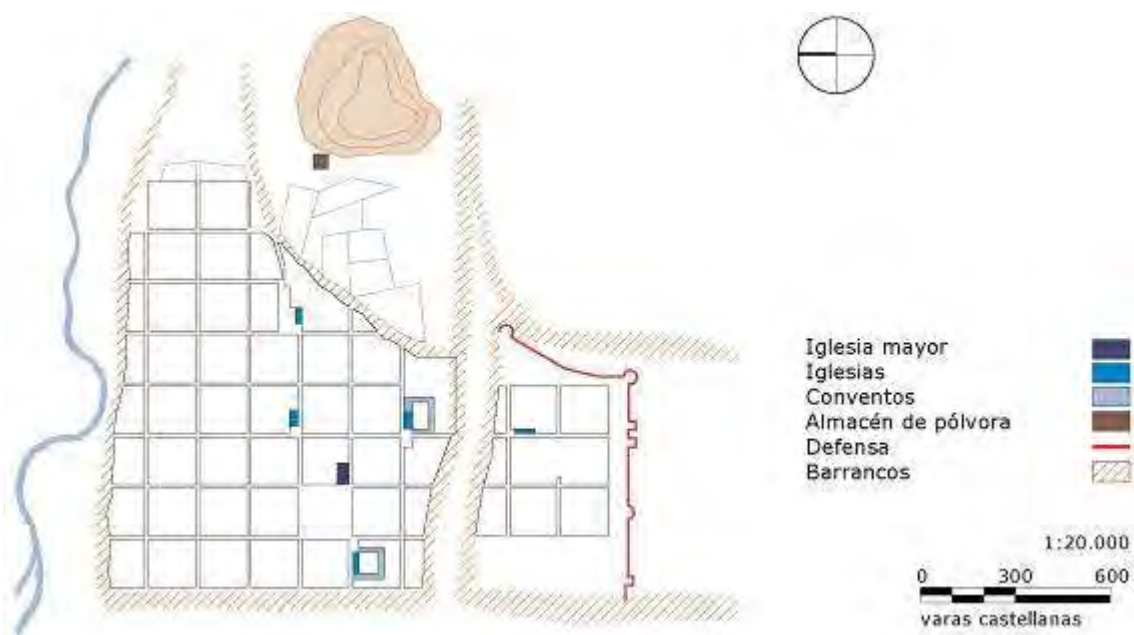 Iglesia mayor
Iglesias
Conventos
Almacén de pólvora
Defensa
Barrancos
1:20.000
0 300 600
varas castellanas